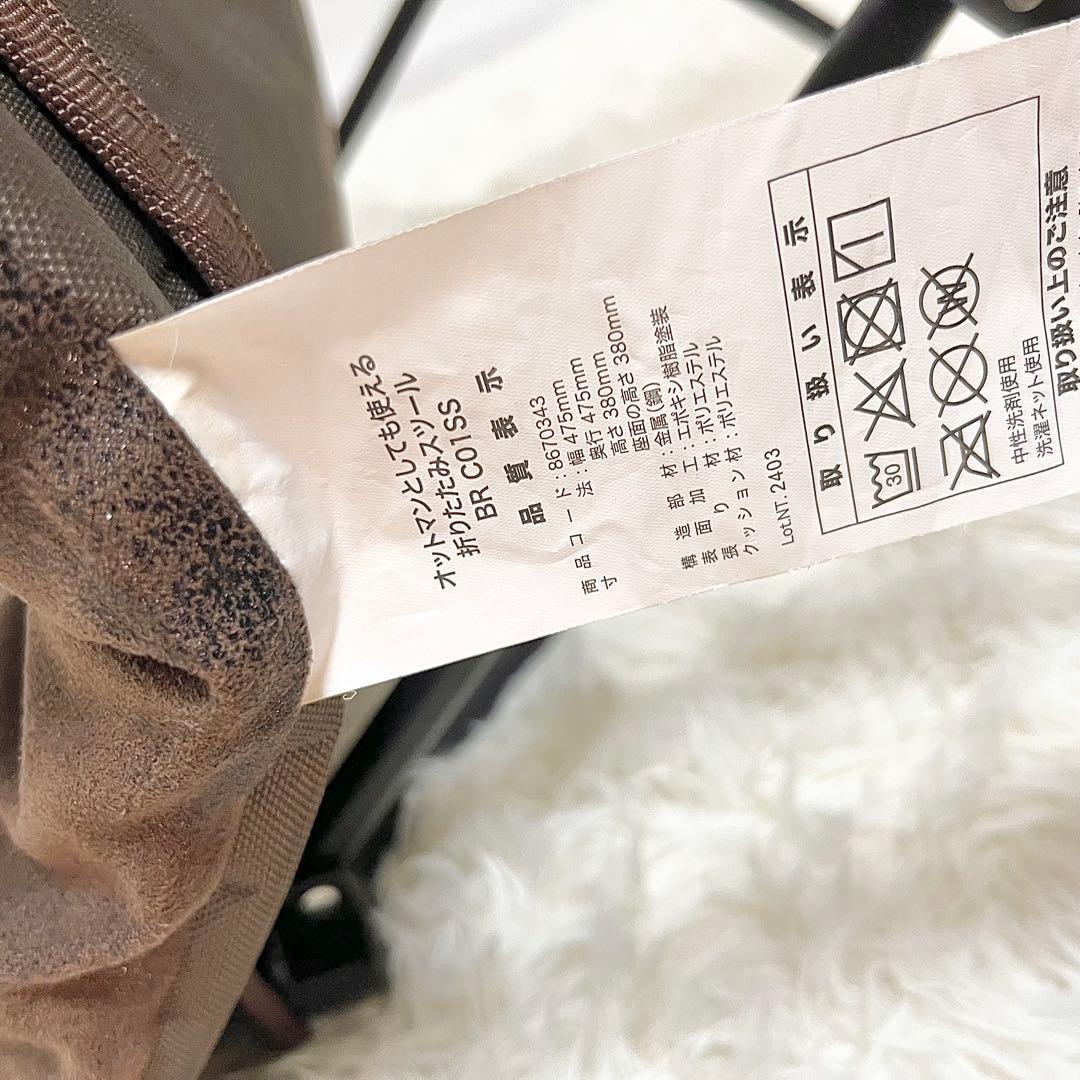 オットマンとしても使える
折りたたみスツール
BR C01SS
品質表示
商品コード:8670343
寸法:幅 475mm
奥行 475mm
高さ 380mm
座面の高さ 380mm
構造部材:金属(鋼)
表面加工:エポキシ樹脂塗装
張り材:ポリエステル
クッション材:ポリエステル
Lot.NT. 2403
取り扱い表示
30
W
中性洗剤使用
洗濯ネット使用
取り扱い上のご注意